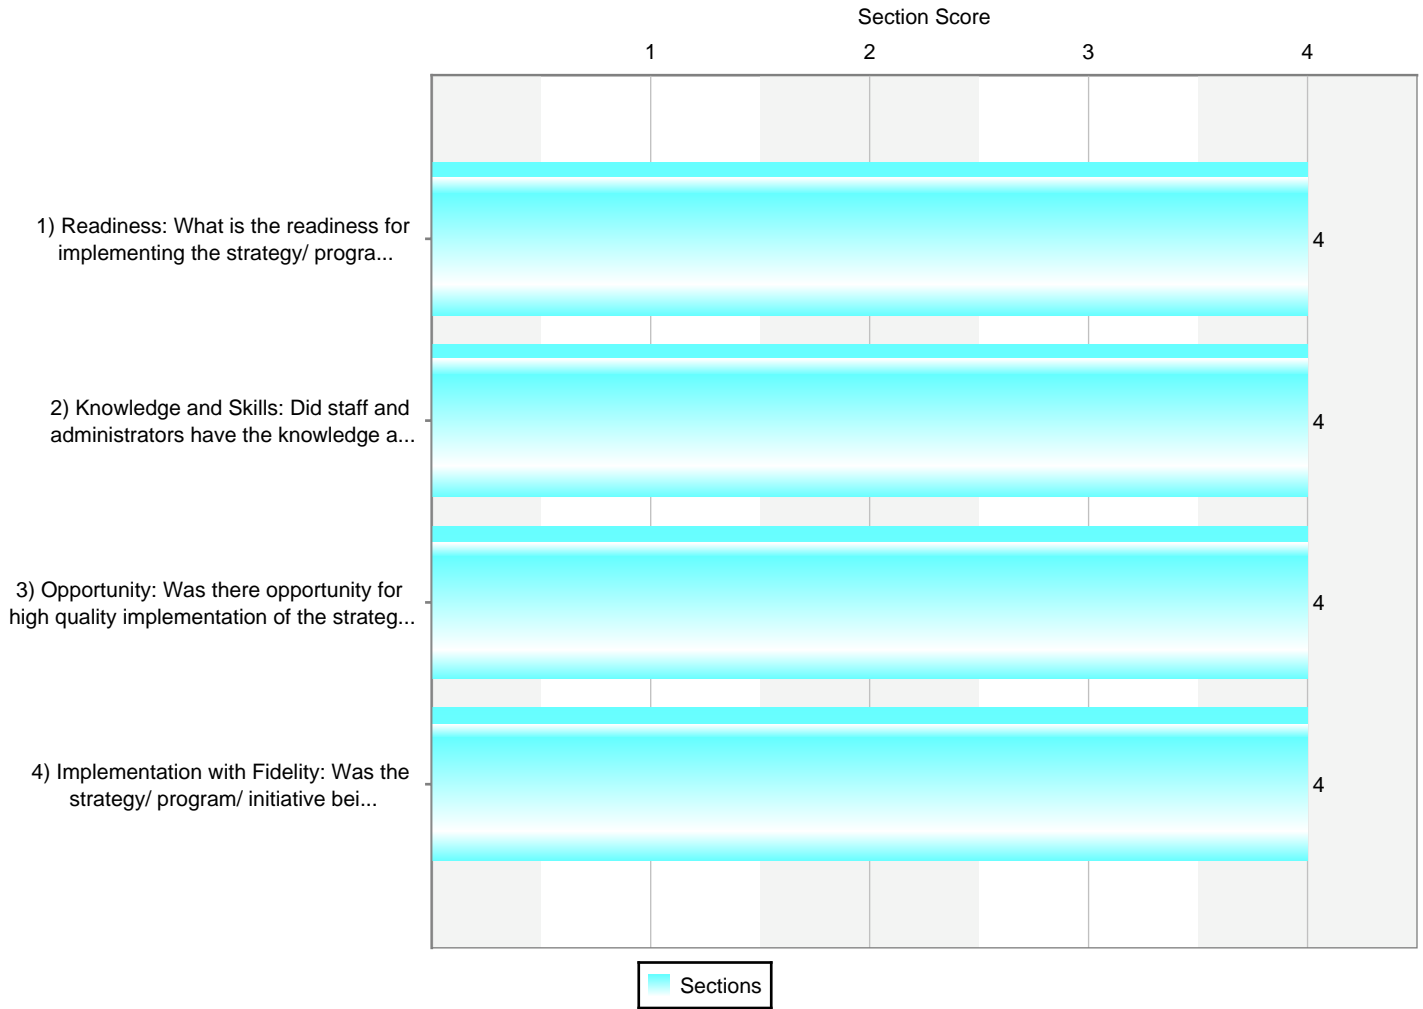 Section Score
1 2 3 4
1) Readiness: What is the readiness for
implementing the strategy/ progra...
4
2) Knowledge and Skills: Did staff and
administrators have the knowledge a...
4
3) Opportunity: Was there opportunity for
high quality implementation of the strateg...
4
4) Implementation with Fidelity: Was the
strategy/ program/ initiative bei...
4
Sections